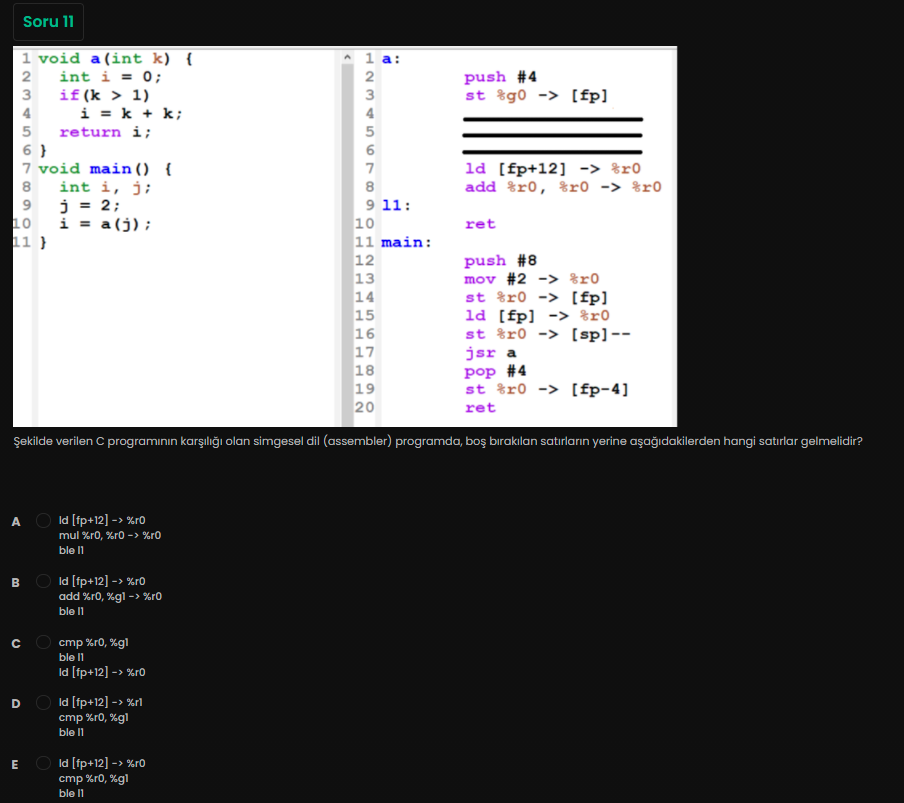 Soru 11
1 void a(int k) {
2 int i = 0;
3 if(k > 1)
4 i = k + k;
5 return i;
6 }
7 void main() {
8 int i, j;
9 j = 2;
10 i = a(j);
11 }
1 a:
2 push #4
3 st %g0 -> [fp]
4
5
6
7 ld [fp+12] -> %r0
8 add %r0, %r0 -> %r0
9 l1:
10 ret
11 main:
12 push #8
13 mov #2 -> %r0
14 st %r0 -> [fp]
15 ld [fp] -> %r0
16 st %r0 -> [sp]--
17 jsr a
18 pop #4
19 st %r0 -> [fp-4]
20 ret
Şekilde verilen C programının karşılığı olan simgesel dil (assembler) programda, boş bırakılan satırların yerine aşağıdakilerden hangi satırlar gelmelidir?
A ld [fp+12] -> %r0
mul %r0, %r0 -> %r0
ble l1
B ld [fp+12] -> %r0
add %r0, %g1 -> %r0
ble l1
C cmp %r0, %g1
ble l1
ld [fp+12] -> %r0
D ld [fp+12] -> %r1
cmp %r0, %g1
ble l1
E ld [fp+12] -> %r0
cmp %r0, %g1
ble l1